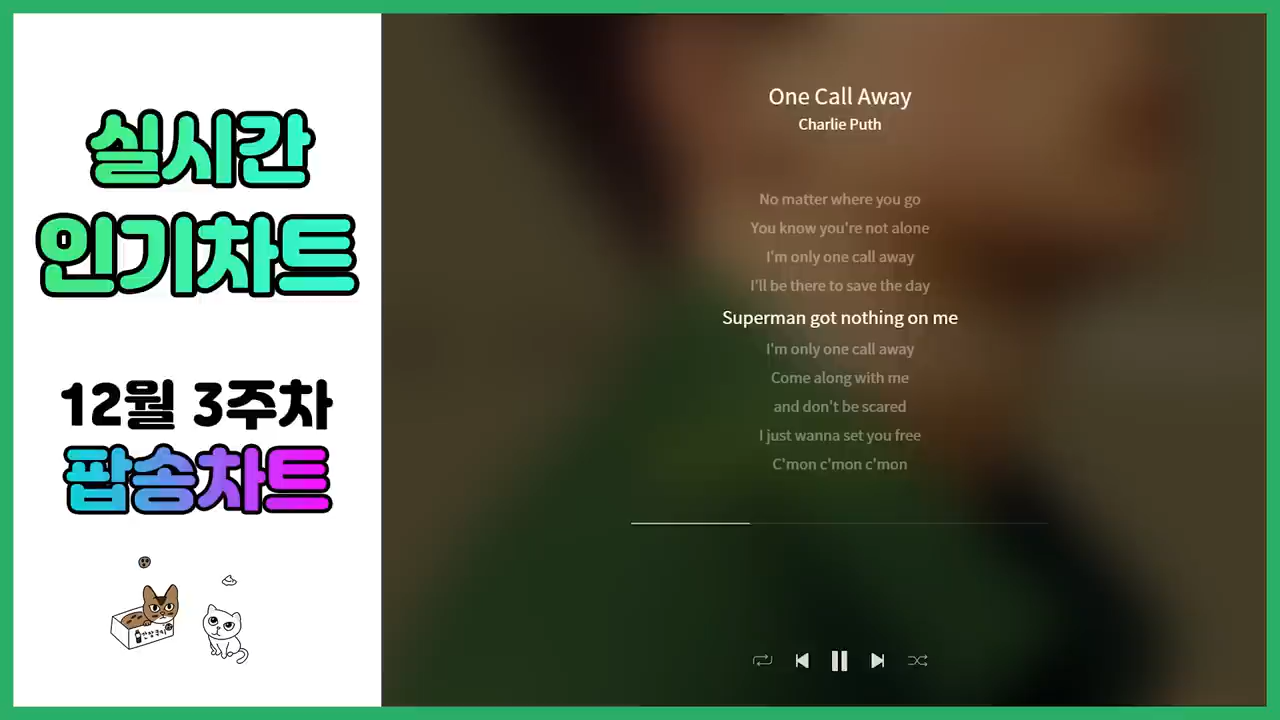 실시간
인기차트
12월 3주차
팝송차트
One Call Away
Charlie Puth
No matter where you go
You know you're not alone
I'm only one call away
I'll be there to save the day
Superman got nothing on me
I'm only one call away
Come along with me
and don't be scared
I just wanna set you free
C'mon c'mon c'mon